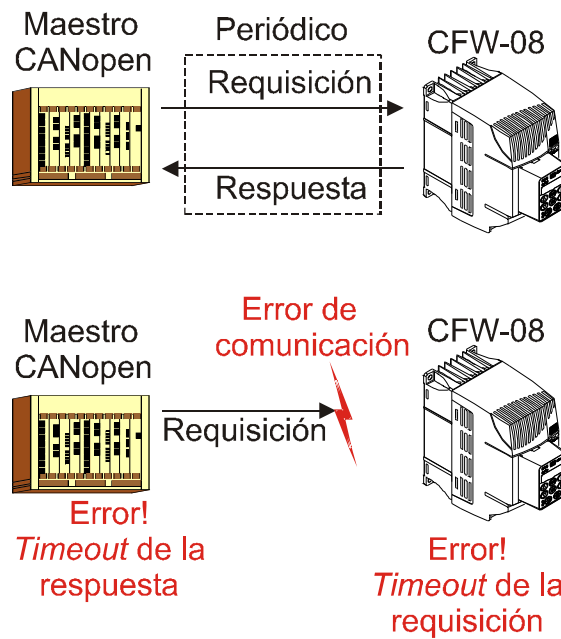 Maestro
CANopen
Periódico
Requisición
Respuesta
CFW-08
Maestro
CANopen
Error de
comunicación
CFW-08
Requisición
Error!
Timeout de la
respuesta
Error!
Timeout de la
requisición